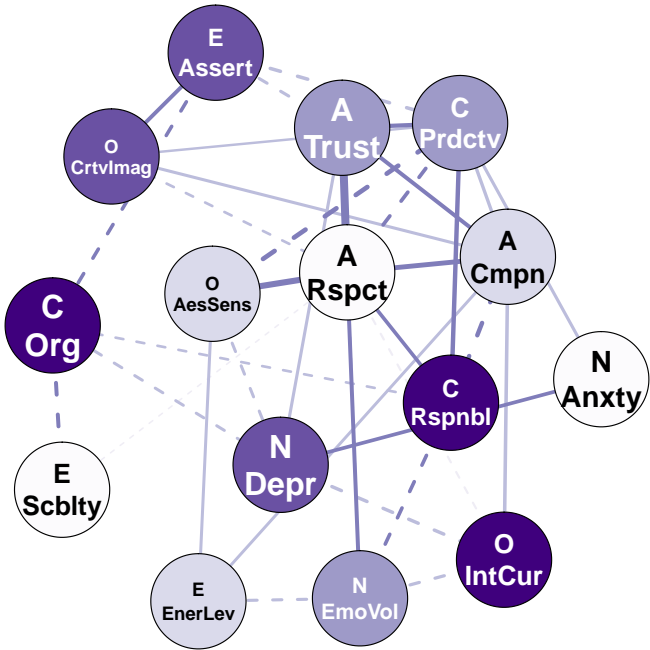 E
Assert
A
Trust
C
Prdctv
O
CrtvImag
A
Cmpn
A
Rspct
O
AesSens
C
Org
N
Anxty
C
Rspnbl
N
Depr
E
Scblty
O
IntCur
E
EnerLev
N
EmoVol